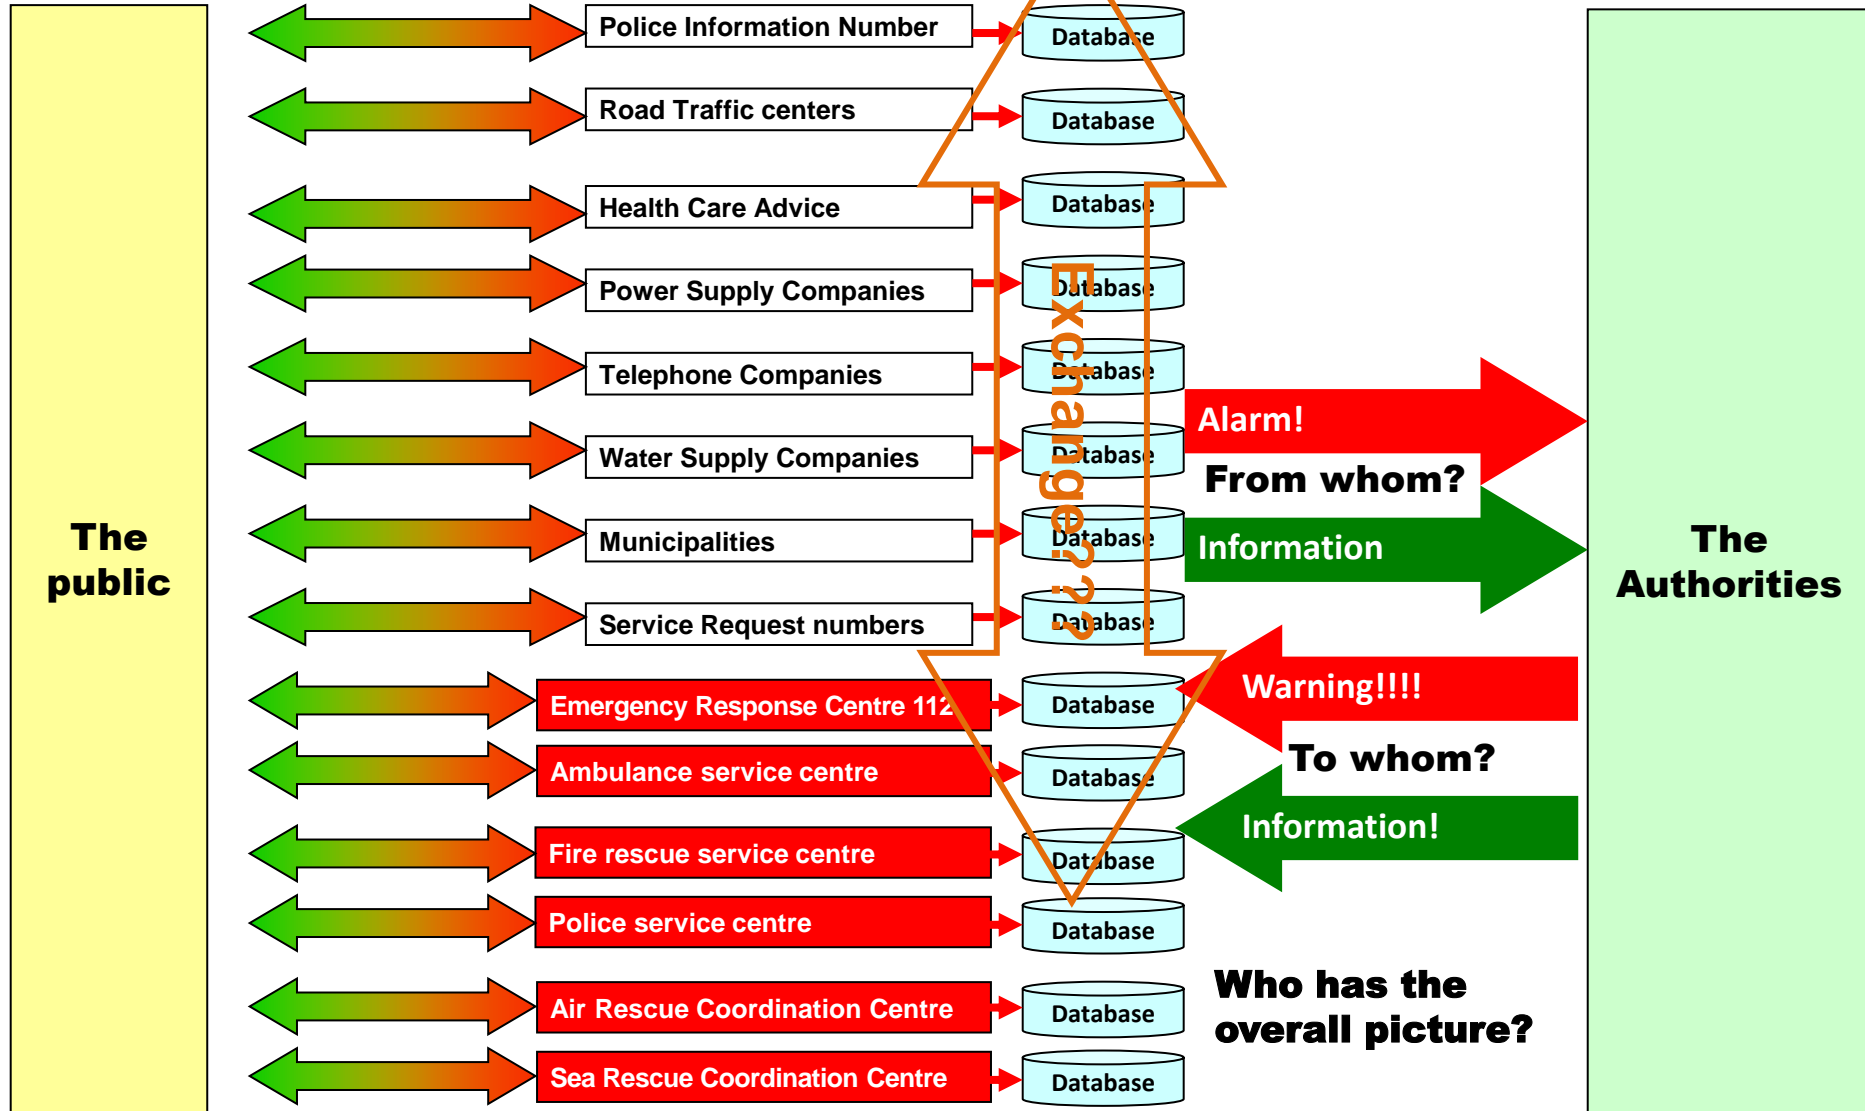 The
public
Police Information Number
Database
Road Traffic centers
Database
Health Care Advice
Database
Power Supply Companies
Database
Telephone Companies
Database
Water Supply Companies
Database
Municipalities
Database
Service Request numbers
Database
Emergency Response Centre 112
Database
Ambulance service centre
Database
Fire rescue service centre
Database
Police service centre
Database
Air Rescue Coordination Centre
Database
Sea Rescue Coordination Centre
Database
Exchange???
Alarm!
From whom?
Information
Warning!!!!
To whom?
Information!
Who has the
overall picture?
The
Authorities